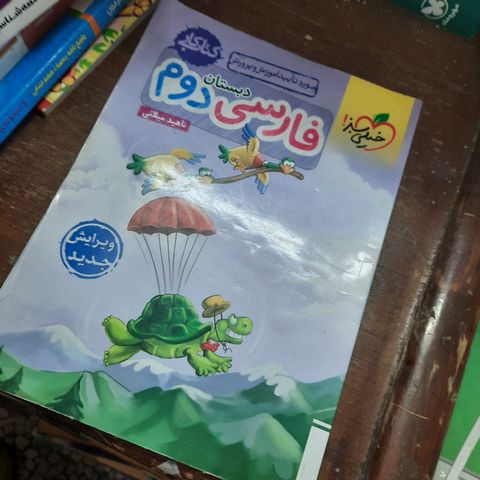 کتاب کار
مورد تأیید آموزش و پرورش
دبستان
فارسی دوم
ناهید میلانی
خیلی سبز
ویرایش
جدید